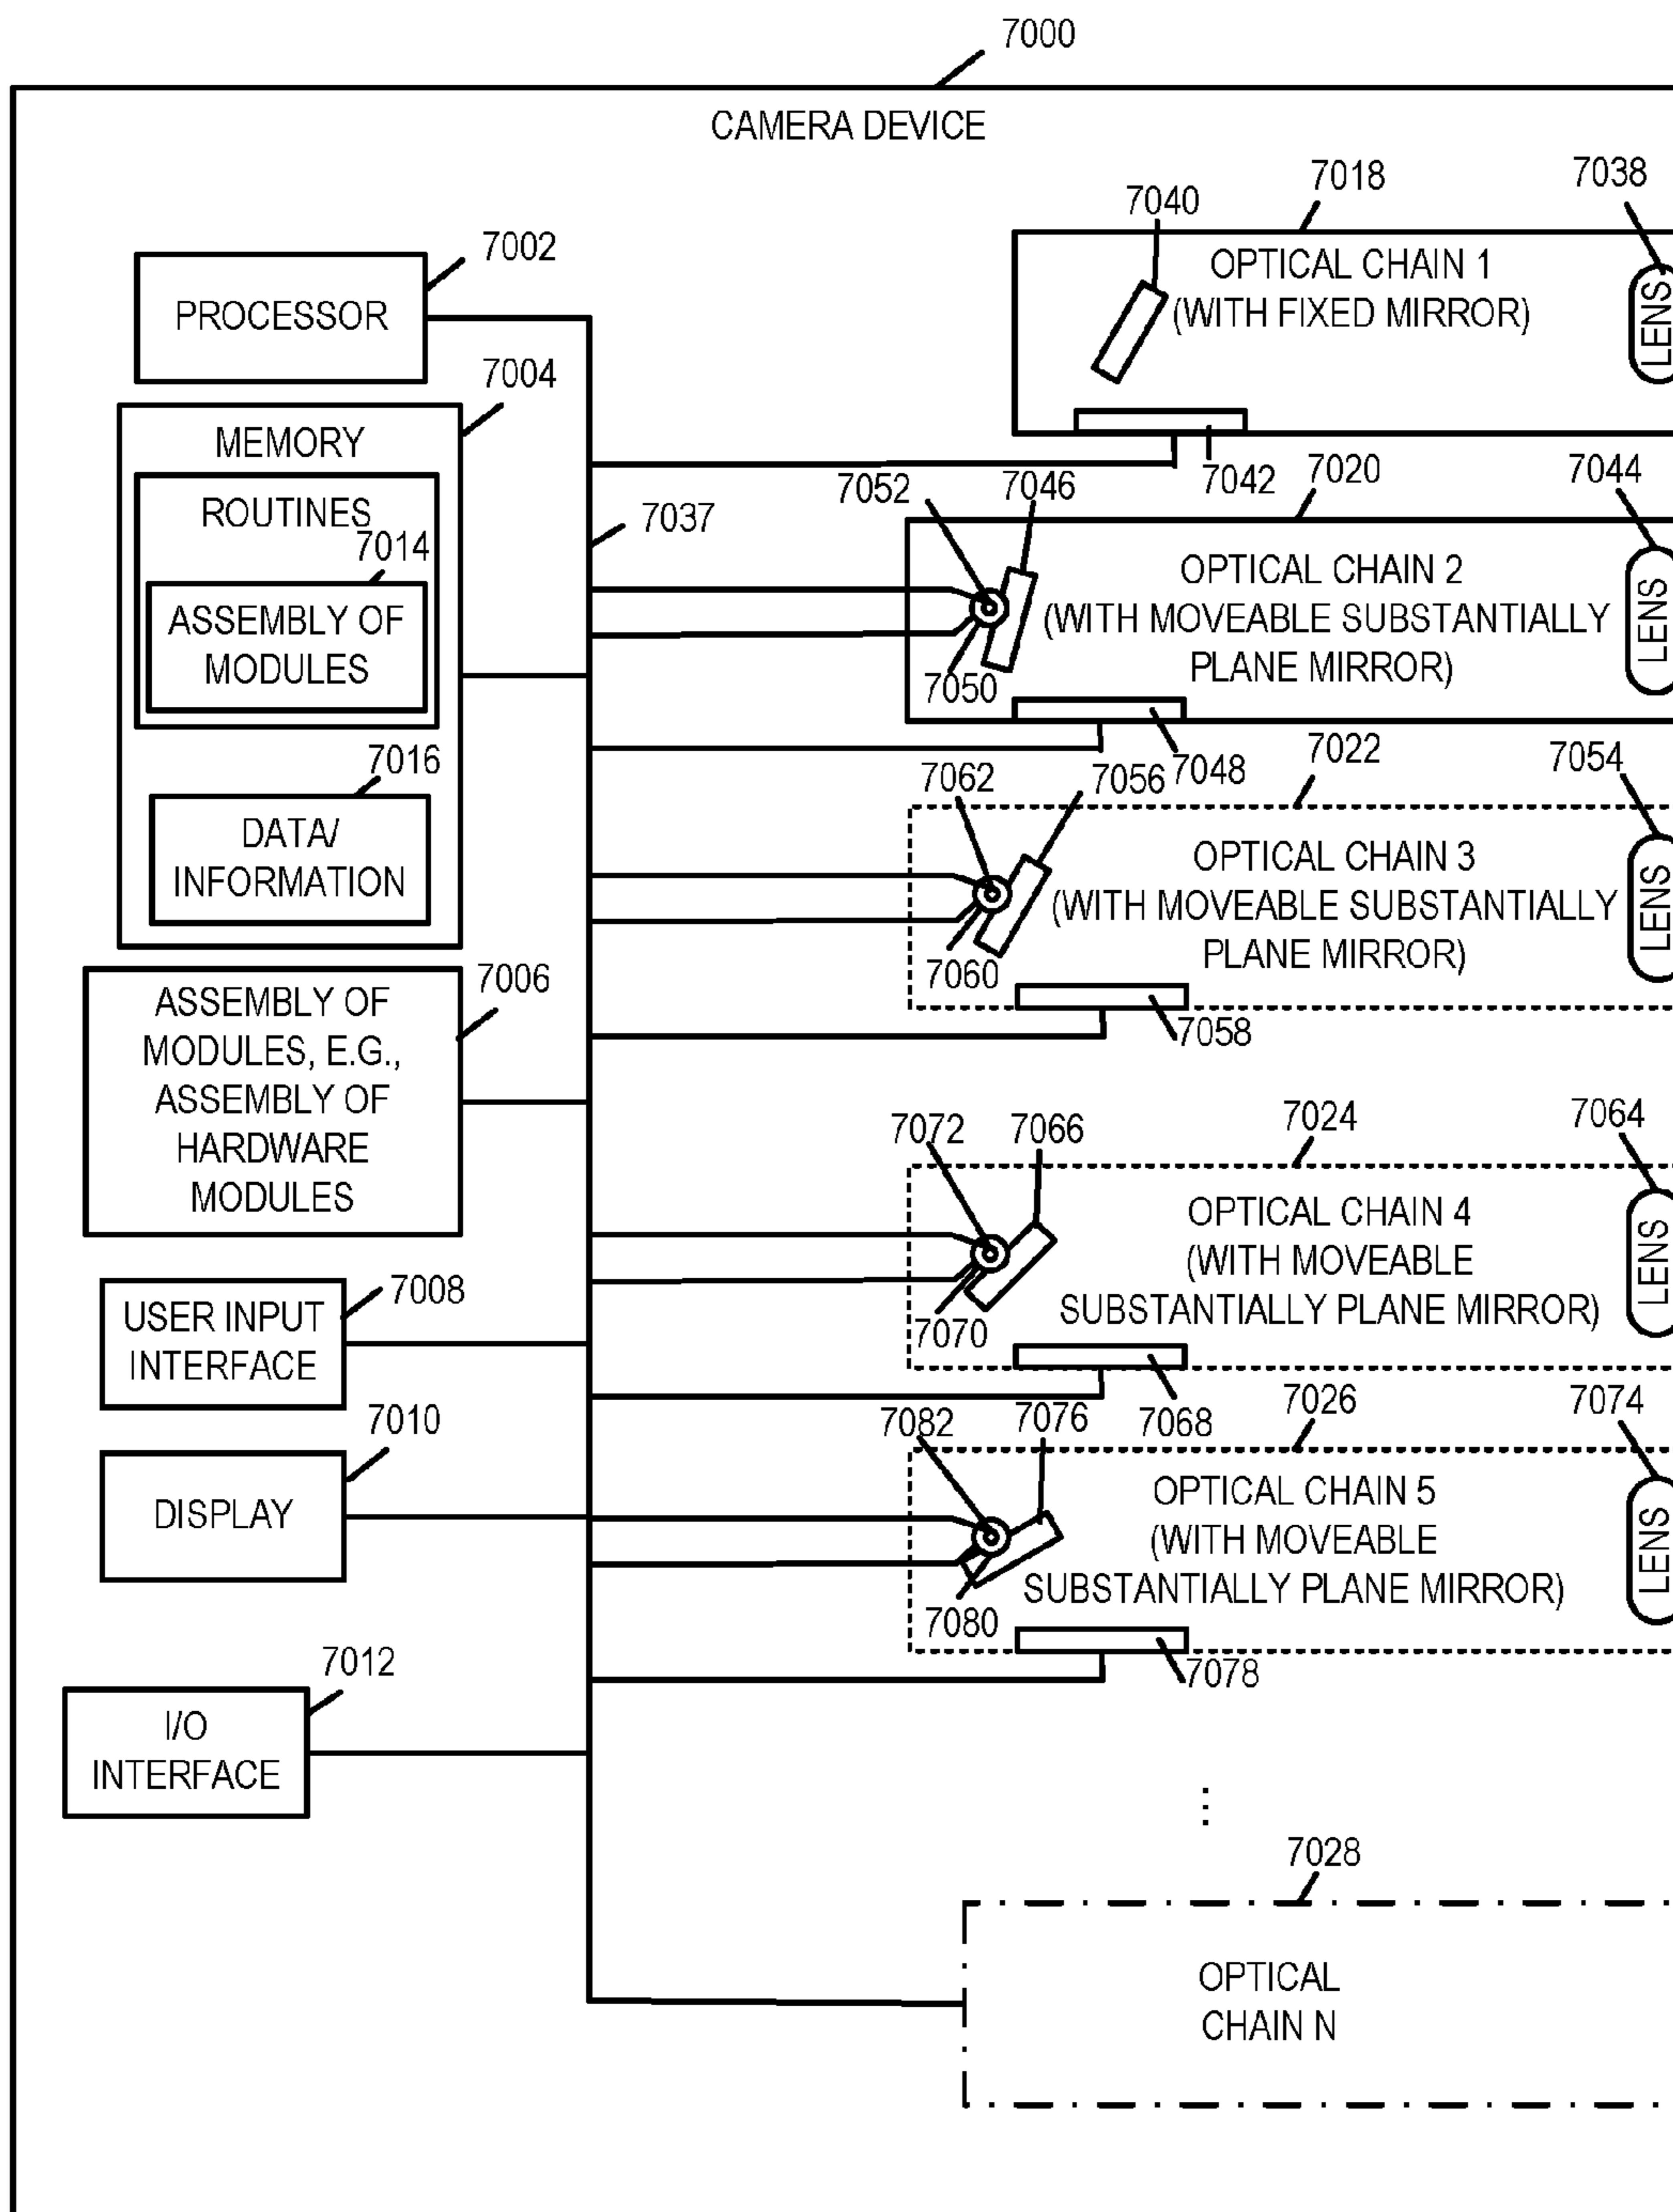 7000
CAMERA DEVICE
7002
PROCESSOR
7004
MEMORY
ROUTINES
7014
ASSEMBLY OF
MODULES
7016
DATA/
INFORMATION
7006
ASSEMBLY OF
MODULES, E.G.,
ASSEMBLY OF
HARDWARE
MODULES
7008
USER INPUT
INTERFACE
7010
DISPLAY
7012
I/O
INTERFACE
7037
7018
7038
7040
OPTICAL CHAIN 1
(WITH FIXED MIRROR)
LENS
7042
7020
7044
7052
7046
OPTICAL CHAIN 2
(WITH MOVEABLE SUBSTANTIALLY
PLANE MIRROR)
LENS
7050
7048
7022
7054
7062
7056
OPTICAL CHAIN 3
(WITH MOVEABLE SUBSTANTIALLY
PLANE MIRROR)
LENS
7060
7058
7024
7064
7072
7066
OPTICAL CHAIN 4
(WITH MOVEABLE
SUBSTANTIALLY PLANE MIRROR)
LENS
7070
7068
7026
7074
7082
7076
OPTICAL CHAIN 5
(WITH MOVEABLE
SUBSTANTIALLY PLANE MIRROR)
LENS
7080
7078
⋮
7028
OPTICAL
CHAIN N